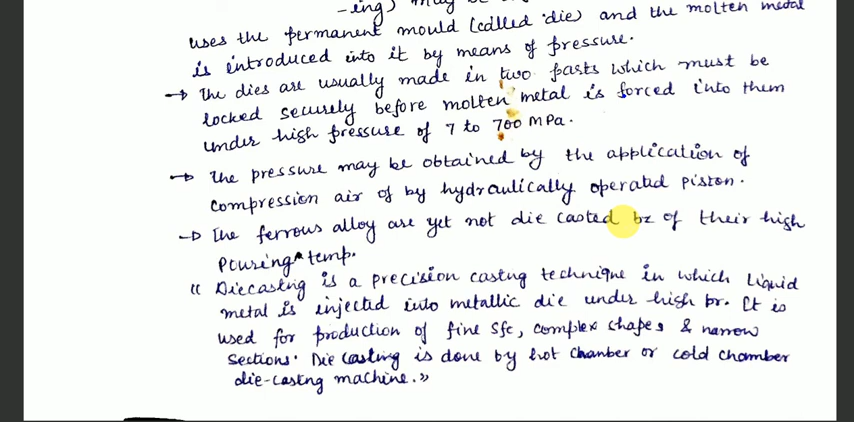 -ing) may be
uses the permanent mould (called 'die) and the molten metal
is introduced into it by means of pressure.
→ The dies are usually made in two parts which must be
locked securely before molten metal is forced into them
under high pressure of 7 to 700 MPa.
→ The pressure may be obtained by the application of
compression air of by hydraulically operated piston.
→ The ferrous alloy are yet not die casted bz of their high
pouring temp.
“ Diecasting is a precision castng technique in which liquid
metal is injected into metallic die under high pr. It is
used for production of fine sfc, complex shapes & narrow
sections. Die casting is done by hot chamber or cold chamber
die-castng machine.”